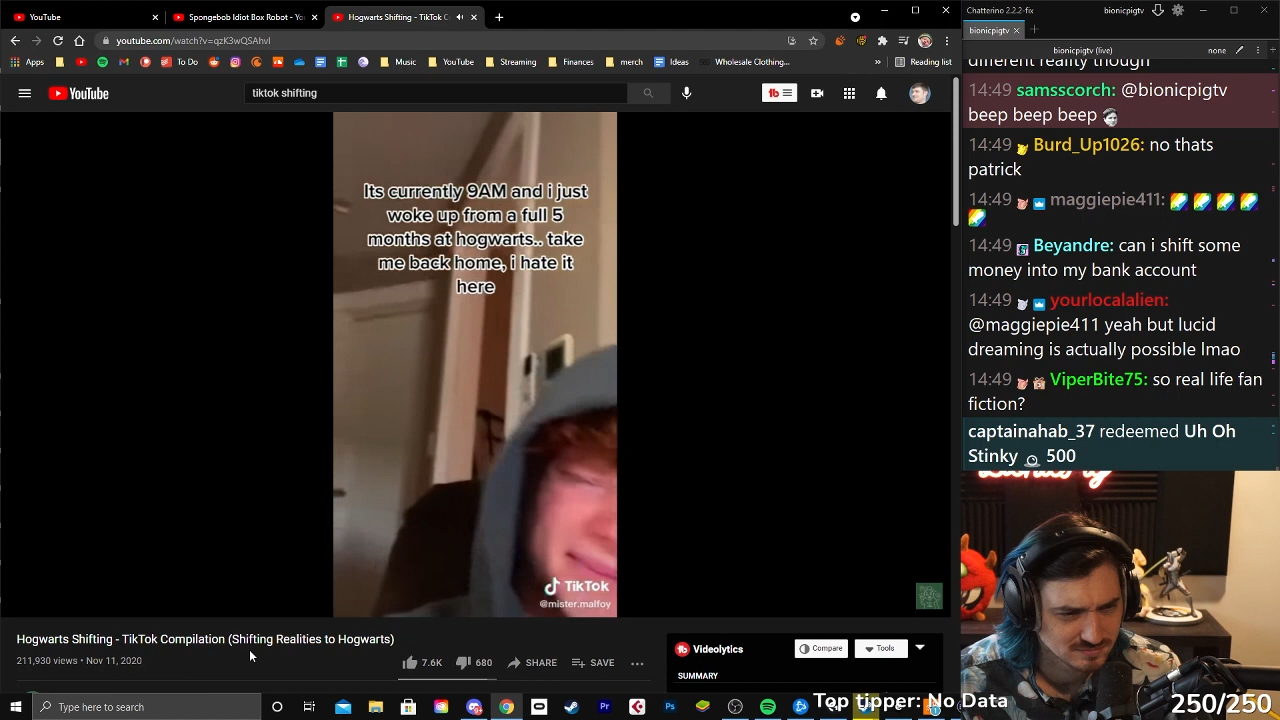 YouTube
Spongebob Idiot Box Robot - Yo
Hogwarts Shifting - TikTok C
youtube.com/watch?v=qzK3wQSAhvI
Apps
To Do
Music
YouTube
Streaming
Finances
merch
Ideas
Wholesale Clothing...
»
Reading list
YouTube
tiktok shifting
Its currently 9AM and i just
woke up from a full 5
months at hogwarts.. take
me back home, i hate it
here
TikTok
@mister.malfoy
Hogwarts Shifting - TikTok Compilation (Shifting Realities to Hogwarts)
211,930 views • Nov 11, 2020
7.6K
680
SHARE
SAVE
Videolytics
Compare
Tools
SUMMARY
Type here to search
Chatterino 2.2.2-fix
bionicpigtv
bionicpigtv
bionicpigtv (live)
none
different reality though
14:49 samsscorch: @bionicpigtv
beep beep beep
14:49 Burd_Up1026: no thats
patrick
14:49 maggiepie411:
14:49 Beyandre: can i shift some
money into my bank account
14:49 yourlocalalien:
@maggiepie411 yeah but lucid
dreaming is actually possible lmao
14:49 ViperBite75: so real life fan
fiction?
captainahab_37 redeemed Uh Oh
Stinky 500
Top tipper: No Data
250/250